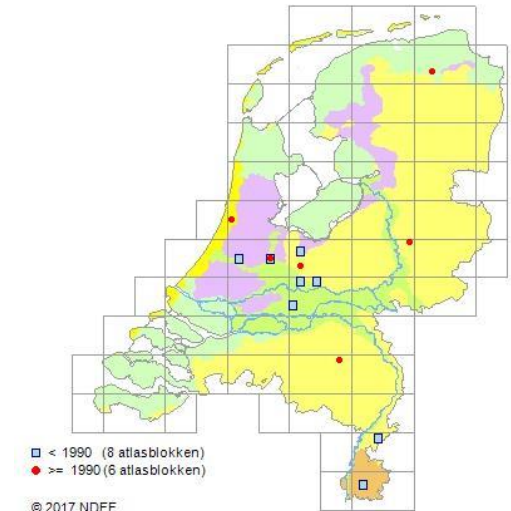 < 1990 (8 atlasblokken)
>= 1990 (6 atlasblokken)
© 2017 NDFF